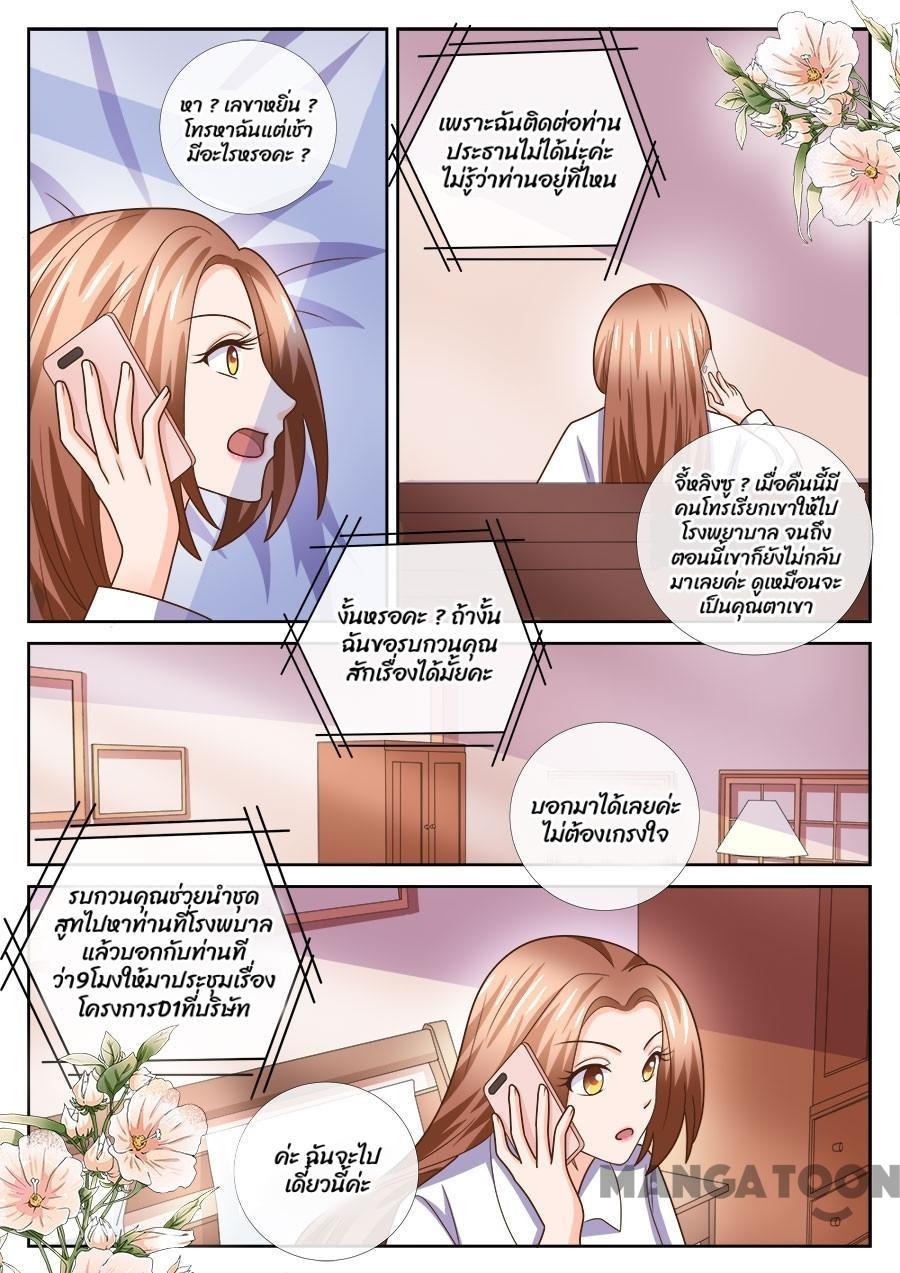 หา ? เลขาหยิ่น ?
โทรหาฉันแต่เช้า
มีอะไรหรอคะ ?
เพราะฉันติดต่อท่าน
ประธานไม่ได้น่ะค่ะ
ไม่รู้ว่าท่านอยู่ที่ไหน
จี้หลิงซู ? เมื่อคืนนี้มี
คนโทรเรียกเขาให้ไป
โรงพยาบาล จนถึง
ตอนนี้เขาก็ยังไม่กลับ
มาเลยค่ะ ดูเหมือนจะ
เป็นคุณตาเขา
งั้นหรอคะ ? ถ้างั้น
ฉันขอรบกวนคุณ
สักเรื่องได้มั้ยคะ
บอกมาได้เลยค่ะ
ไม่ต้องเกรงใจ
รบกวนคุณช่วยนำชุด
สูทไปหาท่านที่โรงพบาล
แล้วบอกกับท่านที
ว่า9โมงให้มาประชุมเรื่อง
โครงการD1ที่บริษัท
ค่ะ ฉันจะไป
เดี๋ยวนี้ค่ะ
MANGATOON